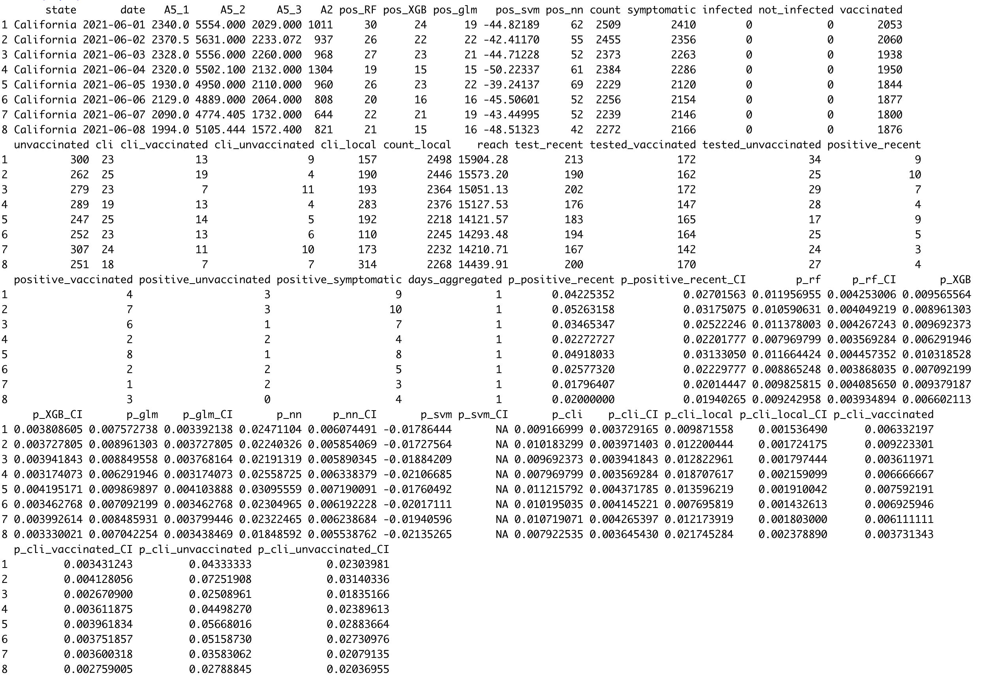 state date A5_1 A5_2 A5_3 A2 pos_RF pos_XGB pos_glm pos_svm pos_nn count symptomatic infected not_infected vaccinated
1 California 2021-06-01 2340.0 5554.000 2029.000 1011 30 24 19 -44.82189 62 2509 2410 0 0 2053
2 California 2021-06-02 2370.5 5631.000 2233.072 937 26 22 22 -42.41170 55 2455 2356 0 0 2060
3 California 2021-06-03 2328.0 5556.000 2260.000 968 27 23 21 -44.71228 52 2373 2263 0 0 1938
4 California 2021-06-04 2320.0 5502.100 2132.000 1304 19 15 15 -50.22337 61 2384 2286 0 0 1950
5 California 2021-06-05 1930.0 4950.000 2110.000 960 26 23 22 -39.24137 69 2229 2120 0 0 1844
6 California 2021-06-06 2129.0 4889.000 2064.000 808 20 16 16 -45.50601 52 2256 2154 0 0 1877
7 California 2021-06-07 2090.0 4774.405 1732.000 644 22 21 19 -43.44995 52 2239 2146 0 0 1800
8 California 2021-06-08 1994.0 5105.444 1572.400 821 21 15 16 -48.51323 42 2272 2166 0 0 1876
unvaccinated cli cli_vaccinated cli_unvaccinated cli_local count_local reach test_recent tested_vaccinated tested_unvaccinated positive_recent
1 300 23 13 9 157 2498 15904.28 213 172 34 9
2 262 25 19 4 190 2446 15573.20 190 162 25 10
3 279 23 7 11 193 2364 15051.13 202 172 29 7
4 289 19 13 4 283 2376 15127.53 176 147 28 4
5 247 25 14 5 192 2218 14121.57 183 165 17 9
6 252 23 13 6 110 2245 14293.48 194 164 25 5
7 307 24 11 10 173 2232 14210.71 167 142 24 3
8 251 18 7 7 314 2268 14439.91 200 170 27 4
positive_vaccinated positive_unvaccinated positive_symptomatic days_aggregated p_positive_recent p_positive_recent_CI p_rf p_rf_CI p_XGB
1 4 3 9 1 0.04225352 0.02701563 0.011956955 0.004253006 0.009565564
2 7 3 10 1 0.05263158 0.03175075 0.010590631 0.004049219 0.008961303
3 6 1 7 1 0.03465347 0.02522246 0.011378003 0.004267243 0.009692373
4 2 2 4 1 0.02272727 0.02201777 0.007969799 0.003569284 0.006291946
5 8 1 8 1 0.04918033 0.03133050 0.011664424 0.004457352 0.010318528
6 2 2 5 1 0.02577320 0.02229777 0.008865248 0.003868035 0.007092199
7 1 2 3 1 0.01796407 0.02014447 0.009825815 0.004085650 0.009379187
8 3 0 4 1 0.02000000 0.01940265 0.009242958 0.003934894 0.006602113
p_XGB_CI p_glm p_glm_CI p_nn p_nn_CI p_svm p_svm_CI p_cli p_cli_CI p_cli_local p_cli_local_CI p_cli_vaccinated
1 0.003808605 0.007572738 0.003392138 0.02471104 0.006074491 -0.01786444 NA 0.009166999 0.003729165 0.009871558 0.001536490 0.006332197
2 0.003727805 0.008961303 0.003727805 0.02240326 0.005854069 -0.01727564 NA 0.010183299 0.003971403 0.012200444 0.001724175 0.009223301
3 0.003941843 0.008849558 0.003768164 0.02191319 0.005890345 -0.01884209 NA 0.009692373 0.003941843 0.012822961 0.001797444 0.003611971
4 0.003174073 0.006291946 0.003174073 0.02558725 0.006338379 -0.02106685 NA 0.007969799 0.003569284 0.018707617 0.002159099 0.006666667
5 0.004195171 0.009869897 0.004103888 0.03095559 0.007190091 -0.01760492 NA 0.011215792 0.004371785 0.013596219 0.001910042 0.007592191
6 0.003462768 0.007092199 0.003462768 0.02304965 0.006192228 -0.02017111 NA 0.010195035 0.004145221 0.007695819 0.001432613 0.006925946
7 0.003992614 0.008485931 0.003799446 0.02322465 0.006238684 -0.01940596 NA 0.010719071 0.004265397 0.012173919 0.001803000 0.006111111
8 0.003330021 0.007042254 0.003438469 0.01848592 0.005538762 -0.02135265 NA 0.007922535 0.003645430 0.021745284 0.002378890 0.003731343
p_cli_vaccinated_CI p_cli_unvaccinated p_cli_unvaccinated_CI
1 0.003431243 0.04333333 0.02303981
2 0.004128056 0.07251908 0.03140336
3 0.002670900 0.02508961 0.01835166
4 0.003611875 0.04498270 0.02389613
5 0.003961834 0.05668016 0.02883664
6 0.003751857 0.05158730 0.02730976
7 0.003600318 0.03583062 0.02079135
8 0.002759005 0.02788845 0.02036955